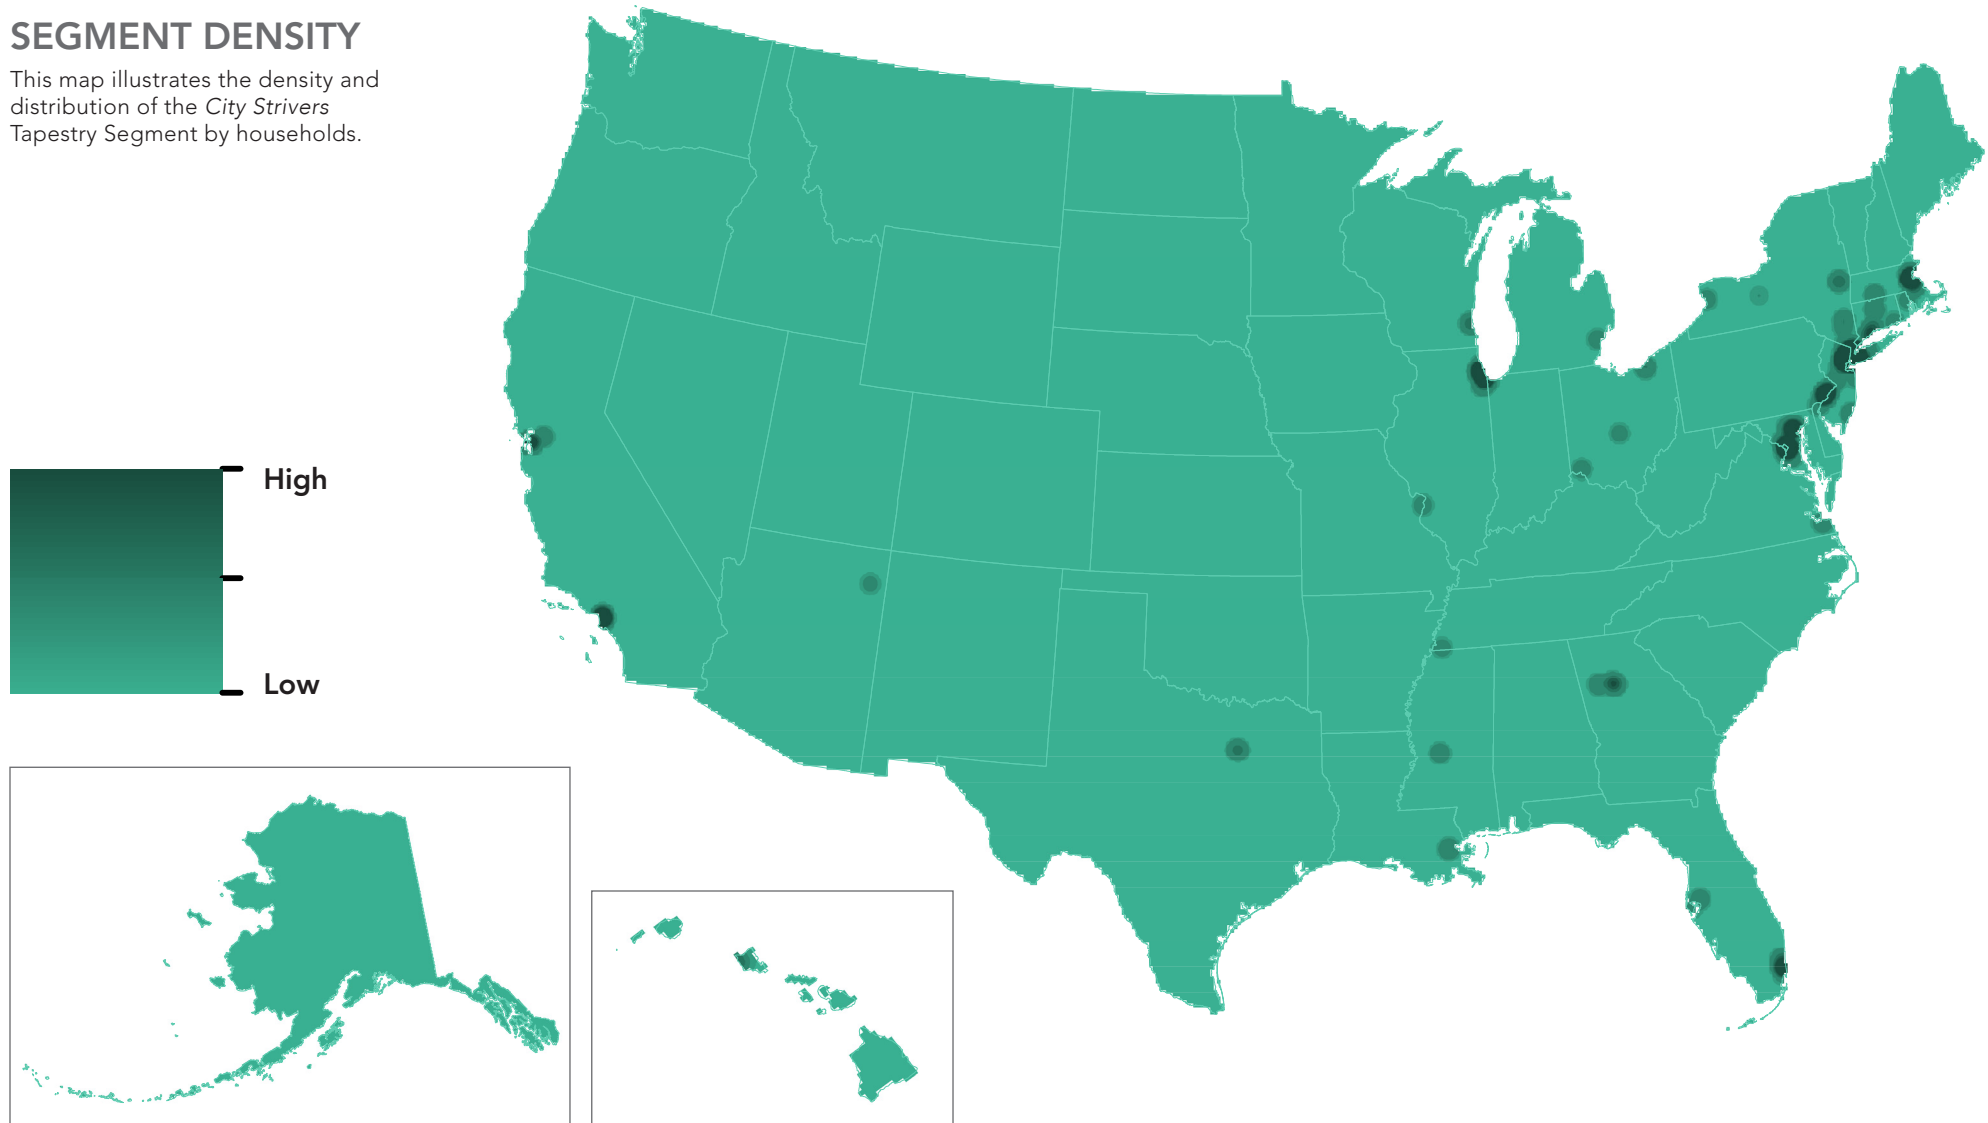 SEGMENT DENSITY
This map illustrates the density and
distribution of the City Strivers
Tapestry Segment by households.
High
Low